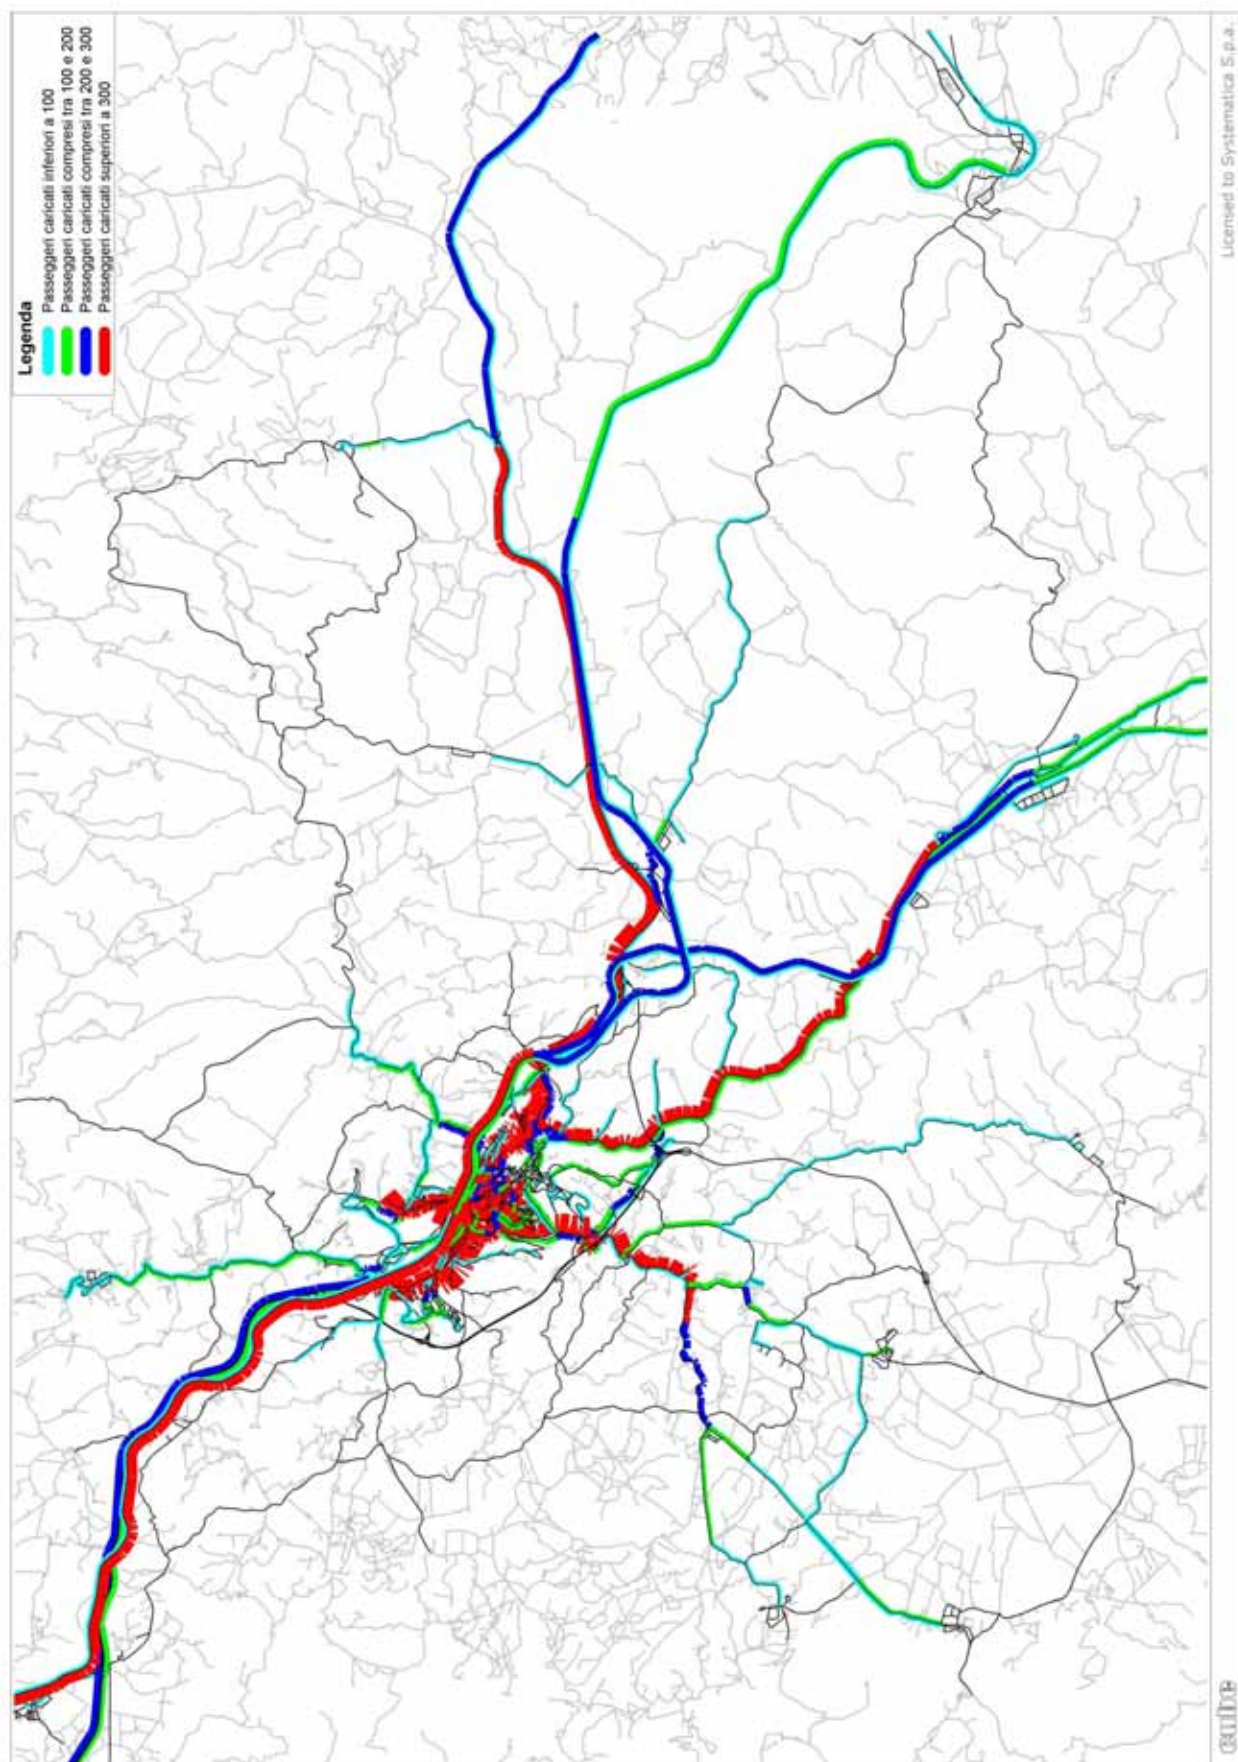 Legenda
Passeggeri caricati inferiori a 100
Passeggeri caricati compresi tra 100 e 200
Passeggeri caricati compresi tra 200 e 300
Passeggeri caricati superiori a 300
cube
Licensed to Systematica S.p.a.